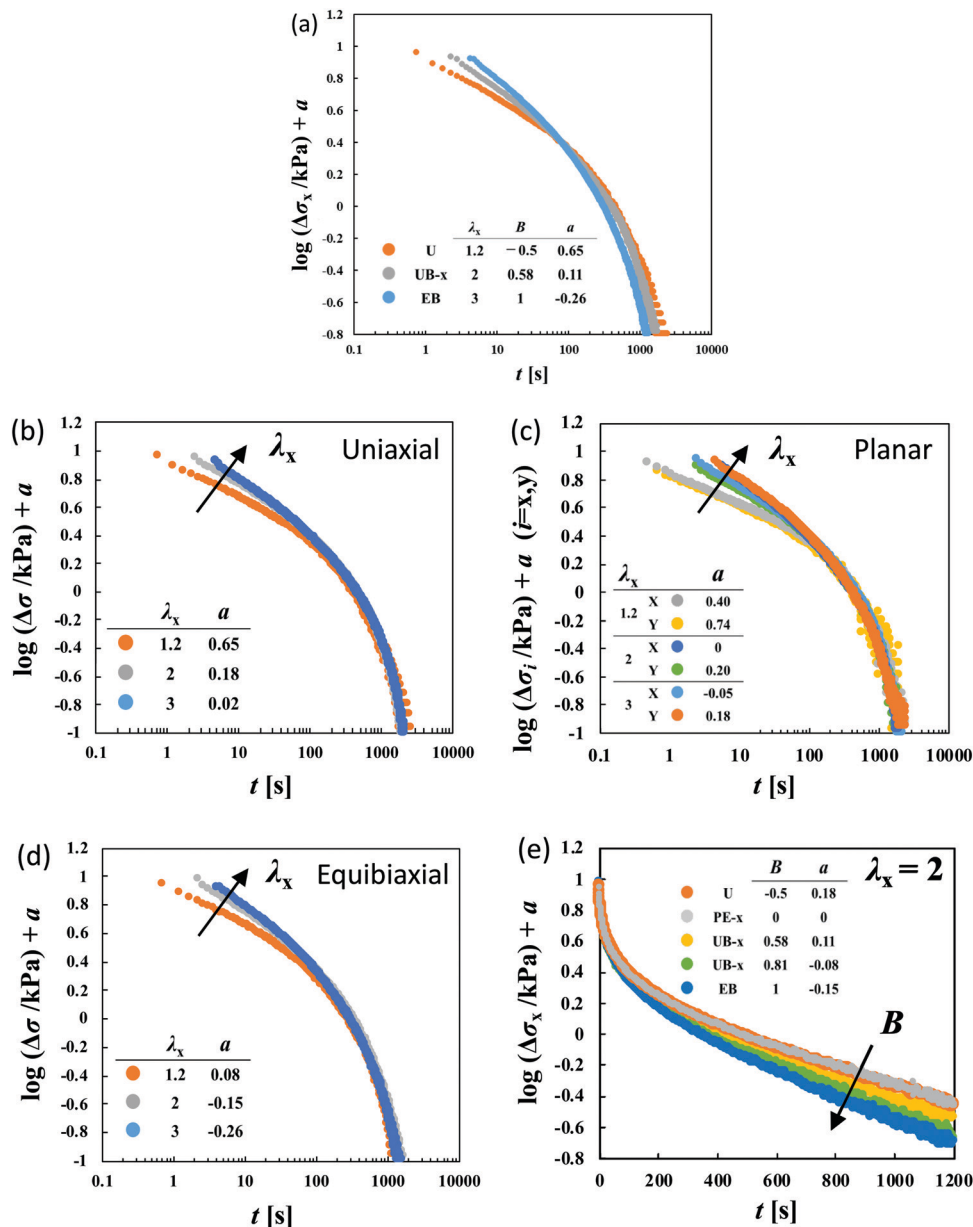 (a)
1.2
1
0.8
0.6
0.4
0.2
0
-0.2
-0.4
-0.6
-0.8
log (Δσx /kPa) + a
λx B a
U 1.2 −0.5 0.65
UB-x 2 0.58 0.11
EB 3 1 -0.26
0.1 1 10 100 1000 10000
t [s]
(b)
Uniaxial
λx
1.2
1
0.8
0.6
0.4
0.2
0
-0.2
-0.4
-0.6
-0.8
-1
log (Δσ /kPa) + a
λx a
1.2 0.65
2 0.18
3 0.02
0.1 1 10 100 1000 10000
t [s]
(c)
Planar
λx
1.2
1
0.8
0.6
0.4
0.2
0
-0.2
-0.4
-0.6
-0.8
-1
log (Δσi /kPa) + a (i=x,y)
λx a
1.2 X 0.40
Y 0.74
2 X 0
Y 0.20
3 X -0.05
Y 0.18
0.1 1 10 100 1000 10000
t [s]
(d)
Equibiaxial
λx
1.2
1
0.8
0.6
0.4
0.2
0
-0.2
-0.4
-0.6
-0.8
-1
log (Δσ /kPa) + a
λx a
1.2 0.08
2 -0.15
3 -0.26
0.1 1 10 100 1000 10000
t [s]
(e)
λx = 2
1.2
1
0.8
0.6
0.4
0.2
0
-0.2
-0.4
-0.6
-0.8
log (Δσx /kPa) + a
B a
U -0.5 0.18
PE-x 0 0
UB-x 0.58 0.11
UB-x 0.81 -0.08
EB 1 -0.15
B
0 200 400 600 800 1000 1200
t [s]